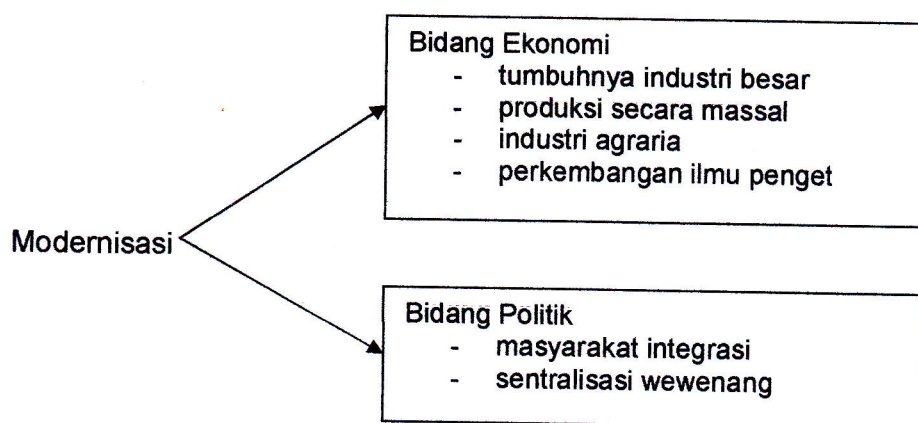 Bidang Ekonomi
- tumbuhnya industri besar
- produksi secara massal
- industri agraria
- perkembangan ilmu penget
Modernisasi
Bidang Politik
- masyarakat integrasi
- sentralisasi wewenang